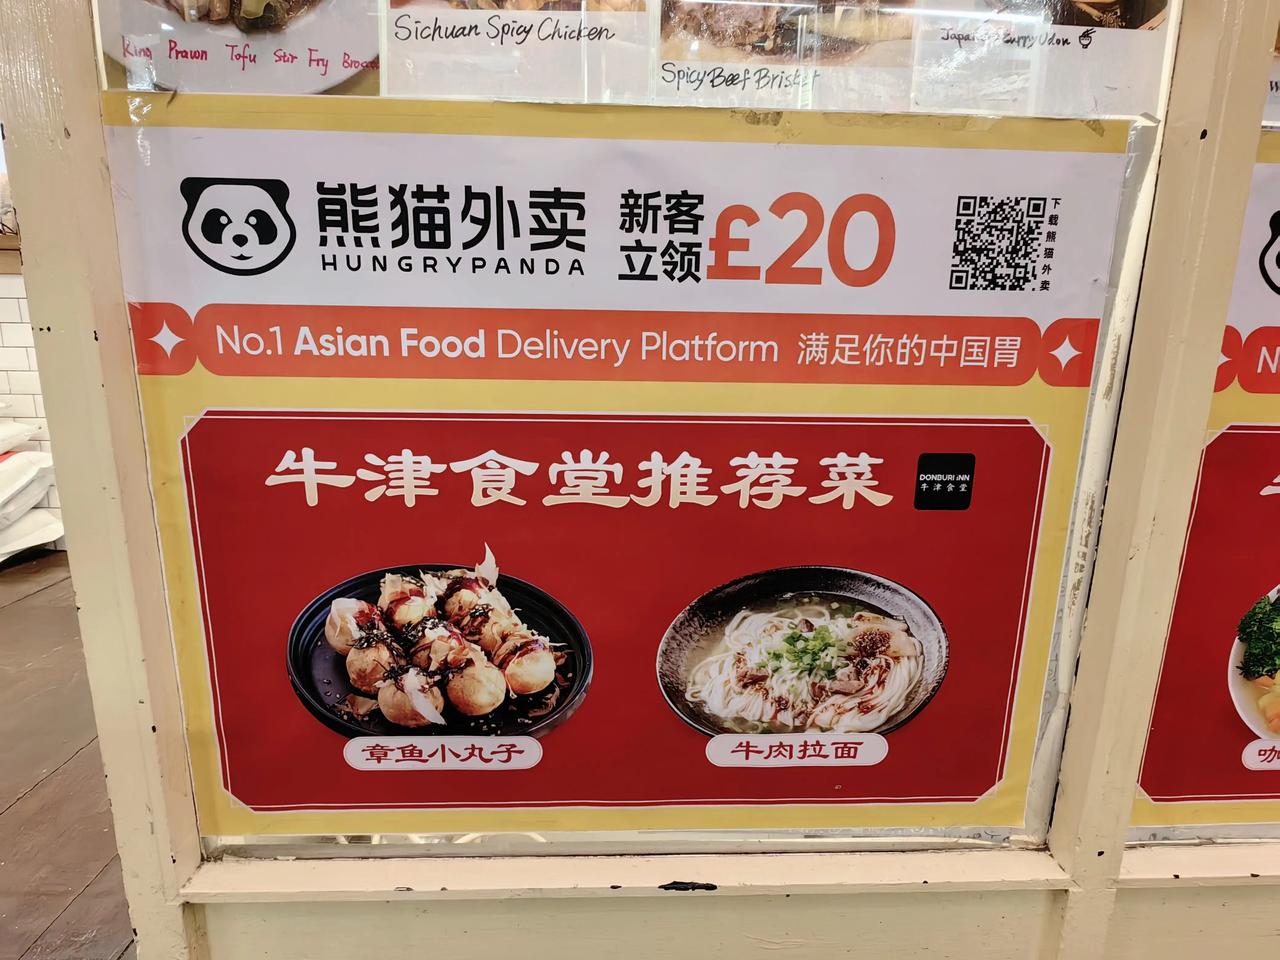 King Prawn Tofu Stir Fry
Sichuan Spicy Chicken
Spicy Beef Brisket
Curry Udon
熊猫外卖
HUNGRYPANDA
新客
立领
£20
下载熊猫外卖
No.1 Asian Food Delivery Platform 满足你的中国胃
牛津食堂推荐菜
DONBURI INN
牛津食堂
章鱼小丸子
牛肉拉面
咖